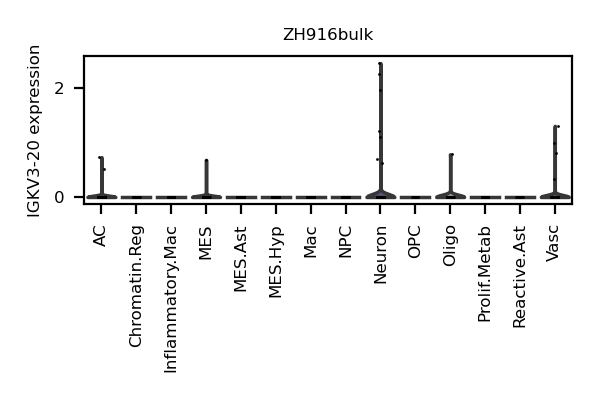 ZH916bulk
IGKV3-20 expression
2
0
AC
Chromatin.Reg
Inflammatory.Mac
MES
MES.Ast
MES.Hyp
Mac
NPC
Neuron
OPC
Oligo
Prolif.Metab
Reactive.Ast
Vasc